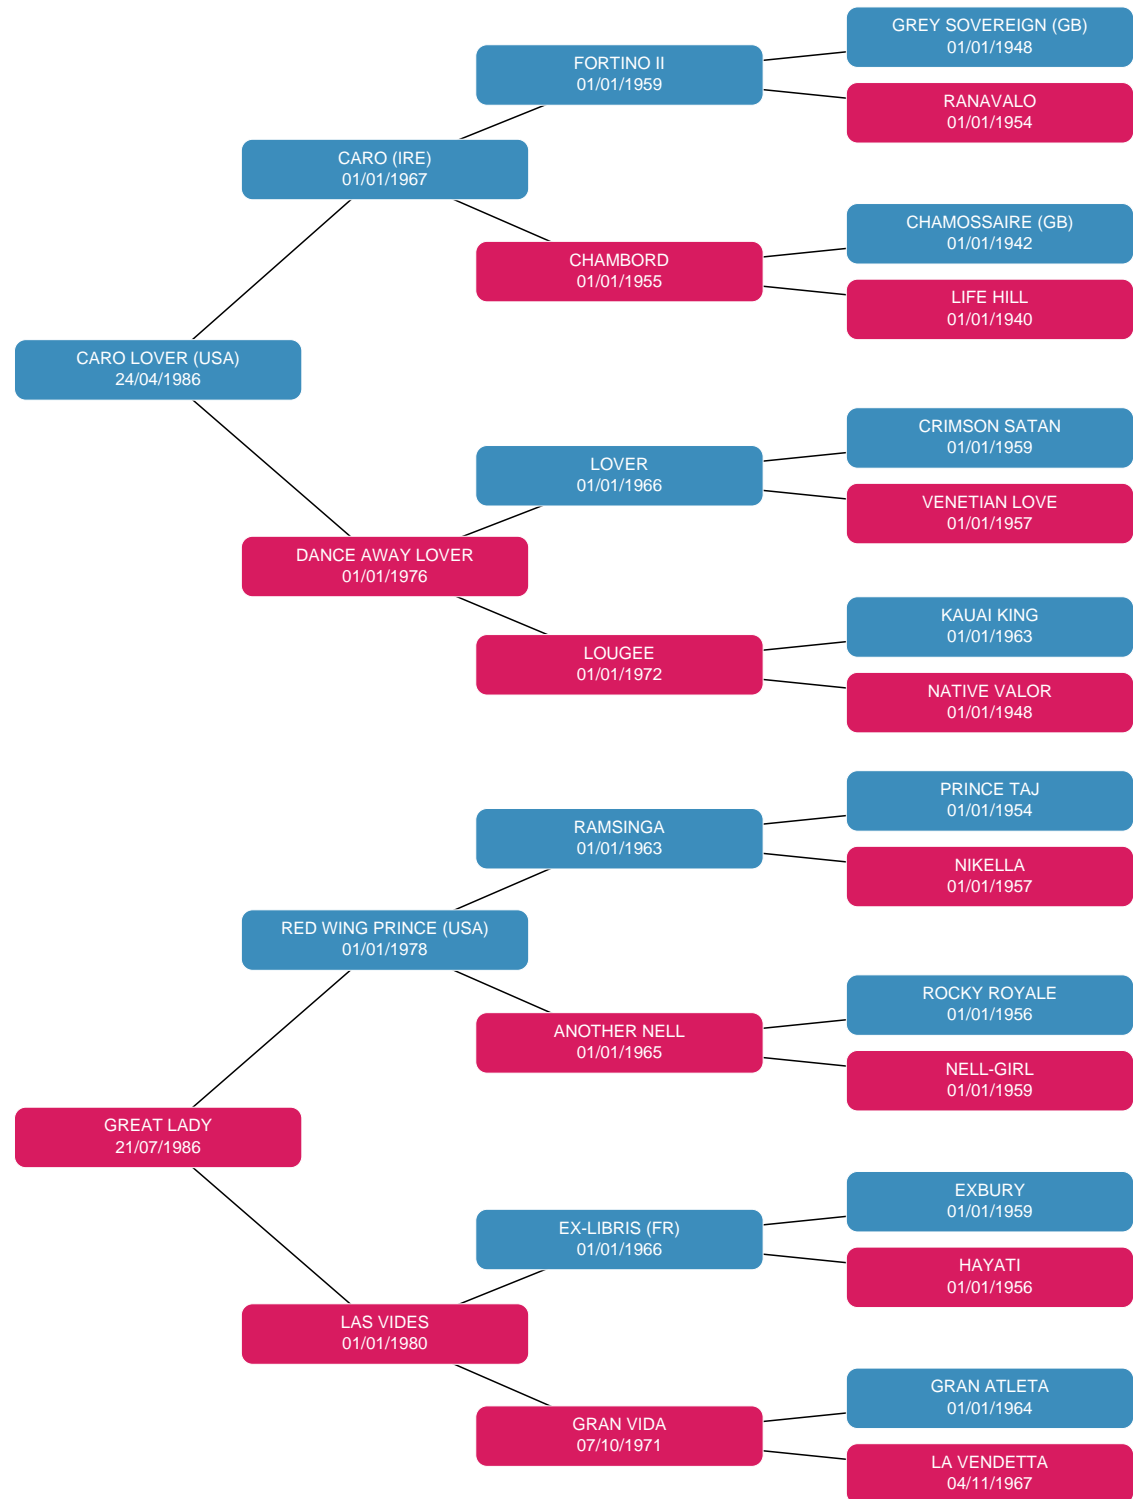 GREY SOVEREIGN (GB)
01/01/1948
FORTINO II
01/01/1959
RANAVALO
01/01/1954
CARO (IRE)
01/01/1967
CHAMOSSAIRE (GB)
01/01/1942
CHAMBORD
01/01/1955
LIFE HILL
01/01/1940
CARO LOVER (USA)
24/04/1986
CRIMSON SATAN
01/01/1959
LOVER
01/01/1966
VENETIAN LOVE
01/01/1957
DANCE AWAY LOVER
01/01/1976
KAUAI KING
01/01/1963
LOUGEE
01/01/1972
NATIVE VALOR
01/01/1948
PRINCE TAJ
01/01/1954
RAMSINGA
01/01/1963
NIKELLA
01/01/1957
RED WING PRINCE (USA)
01/01/1978
ROCKY ROYALE
01/01/1956
ANOTHER NELL
01/01/1965
NELL-GIRL
01/01/1959
GREAT LADY
21/07/1986
EXBURY
01/01/1959
EX-LIBRIS (FR)
01/01/1966
HAYATI
01/01/1956
LAS VIDES
01/01/1980
GRAN ATLETA
01/01/1964
GRAN VIDA
07/10/1971
LA VENDETTA
04/11/1967